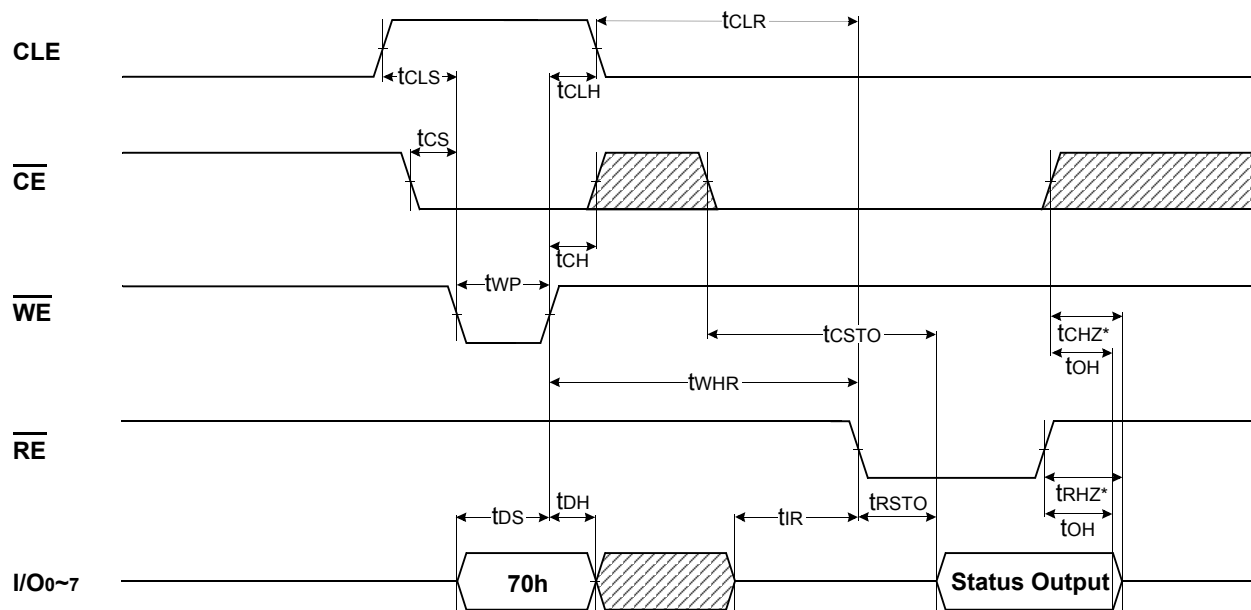 CLE
tCLR
tCLS
tCLH
tCS
CE
tCH
WE
tWP
tCSTO
tCHZ*
tOH
tWHR
RE
tRHZ*
tDH
tDS
tIR
tRSTO
tOH
I/O0~7
70h
Status Output